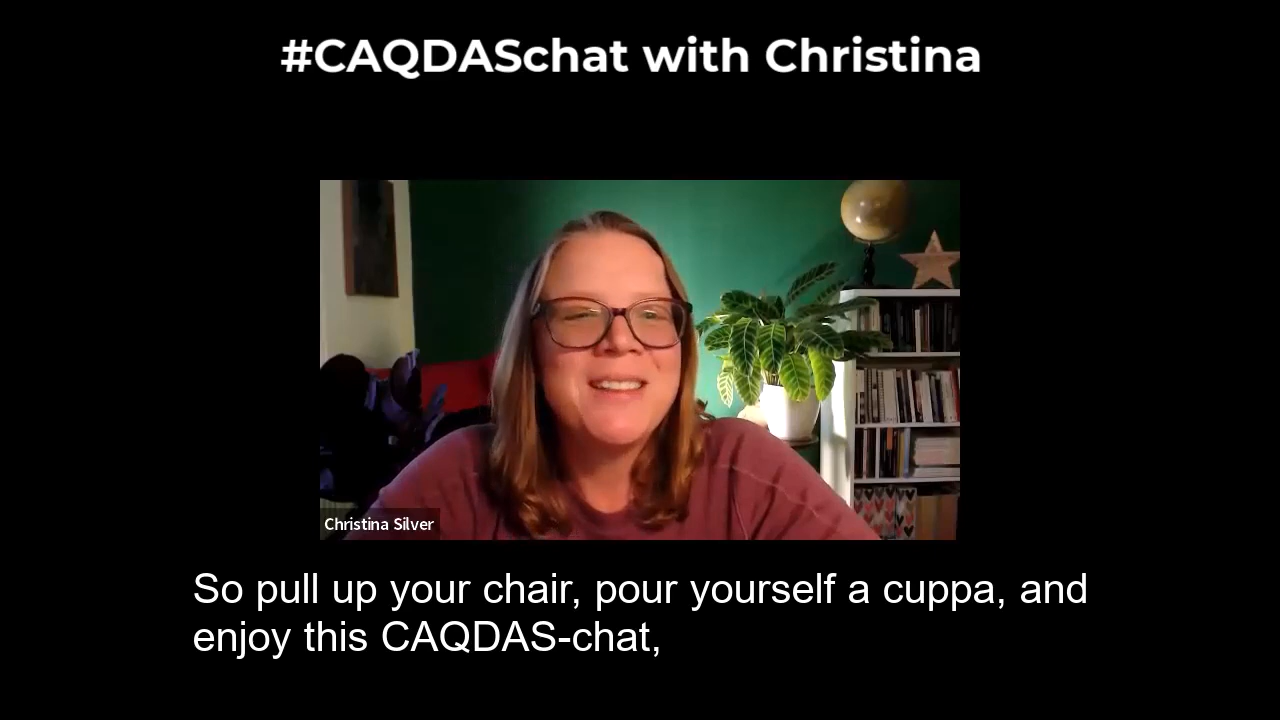 #CAQDASchat with Christina
Christina Silver
So pull up your chair, pour yourself a cuppa, and
enjoy this CAQDAS-chat,